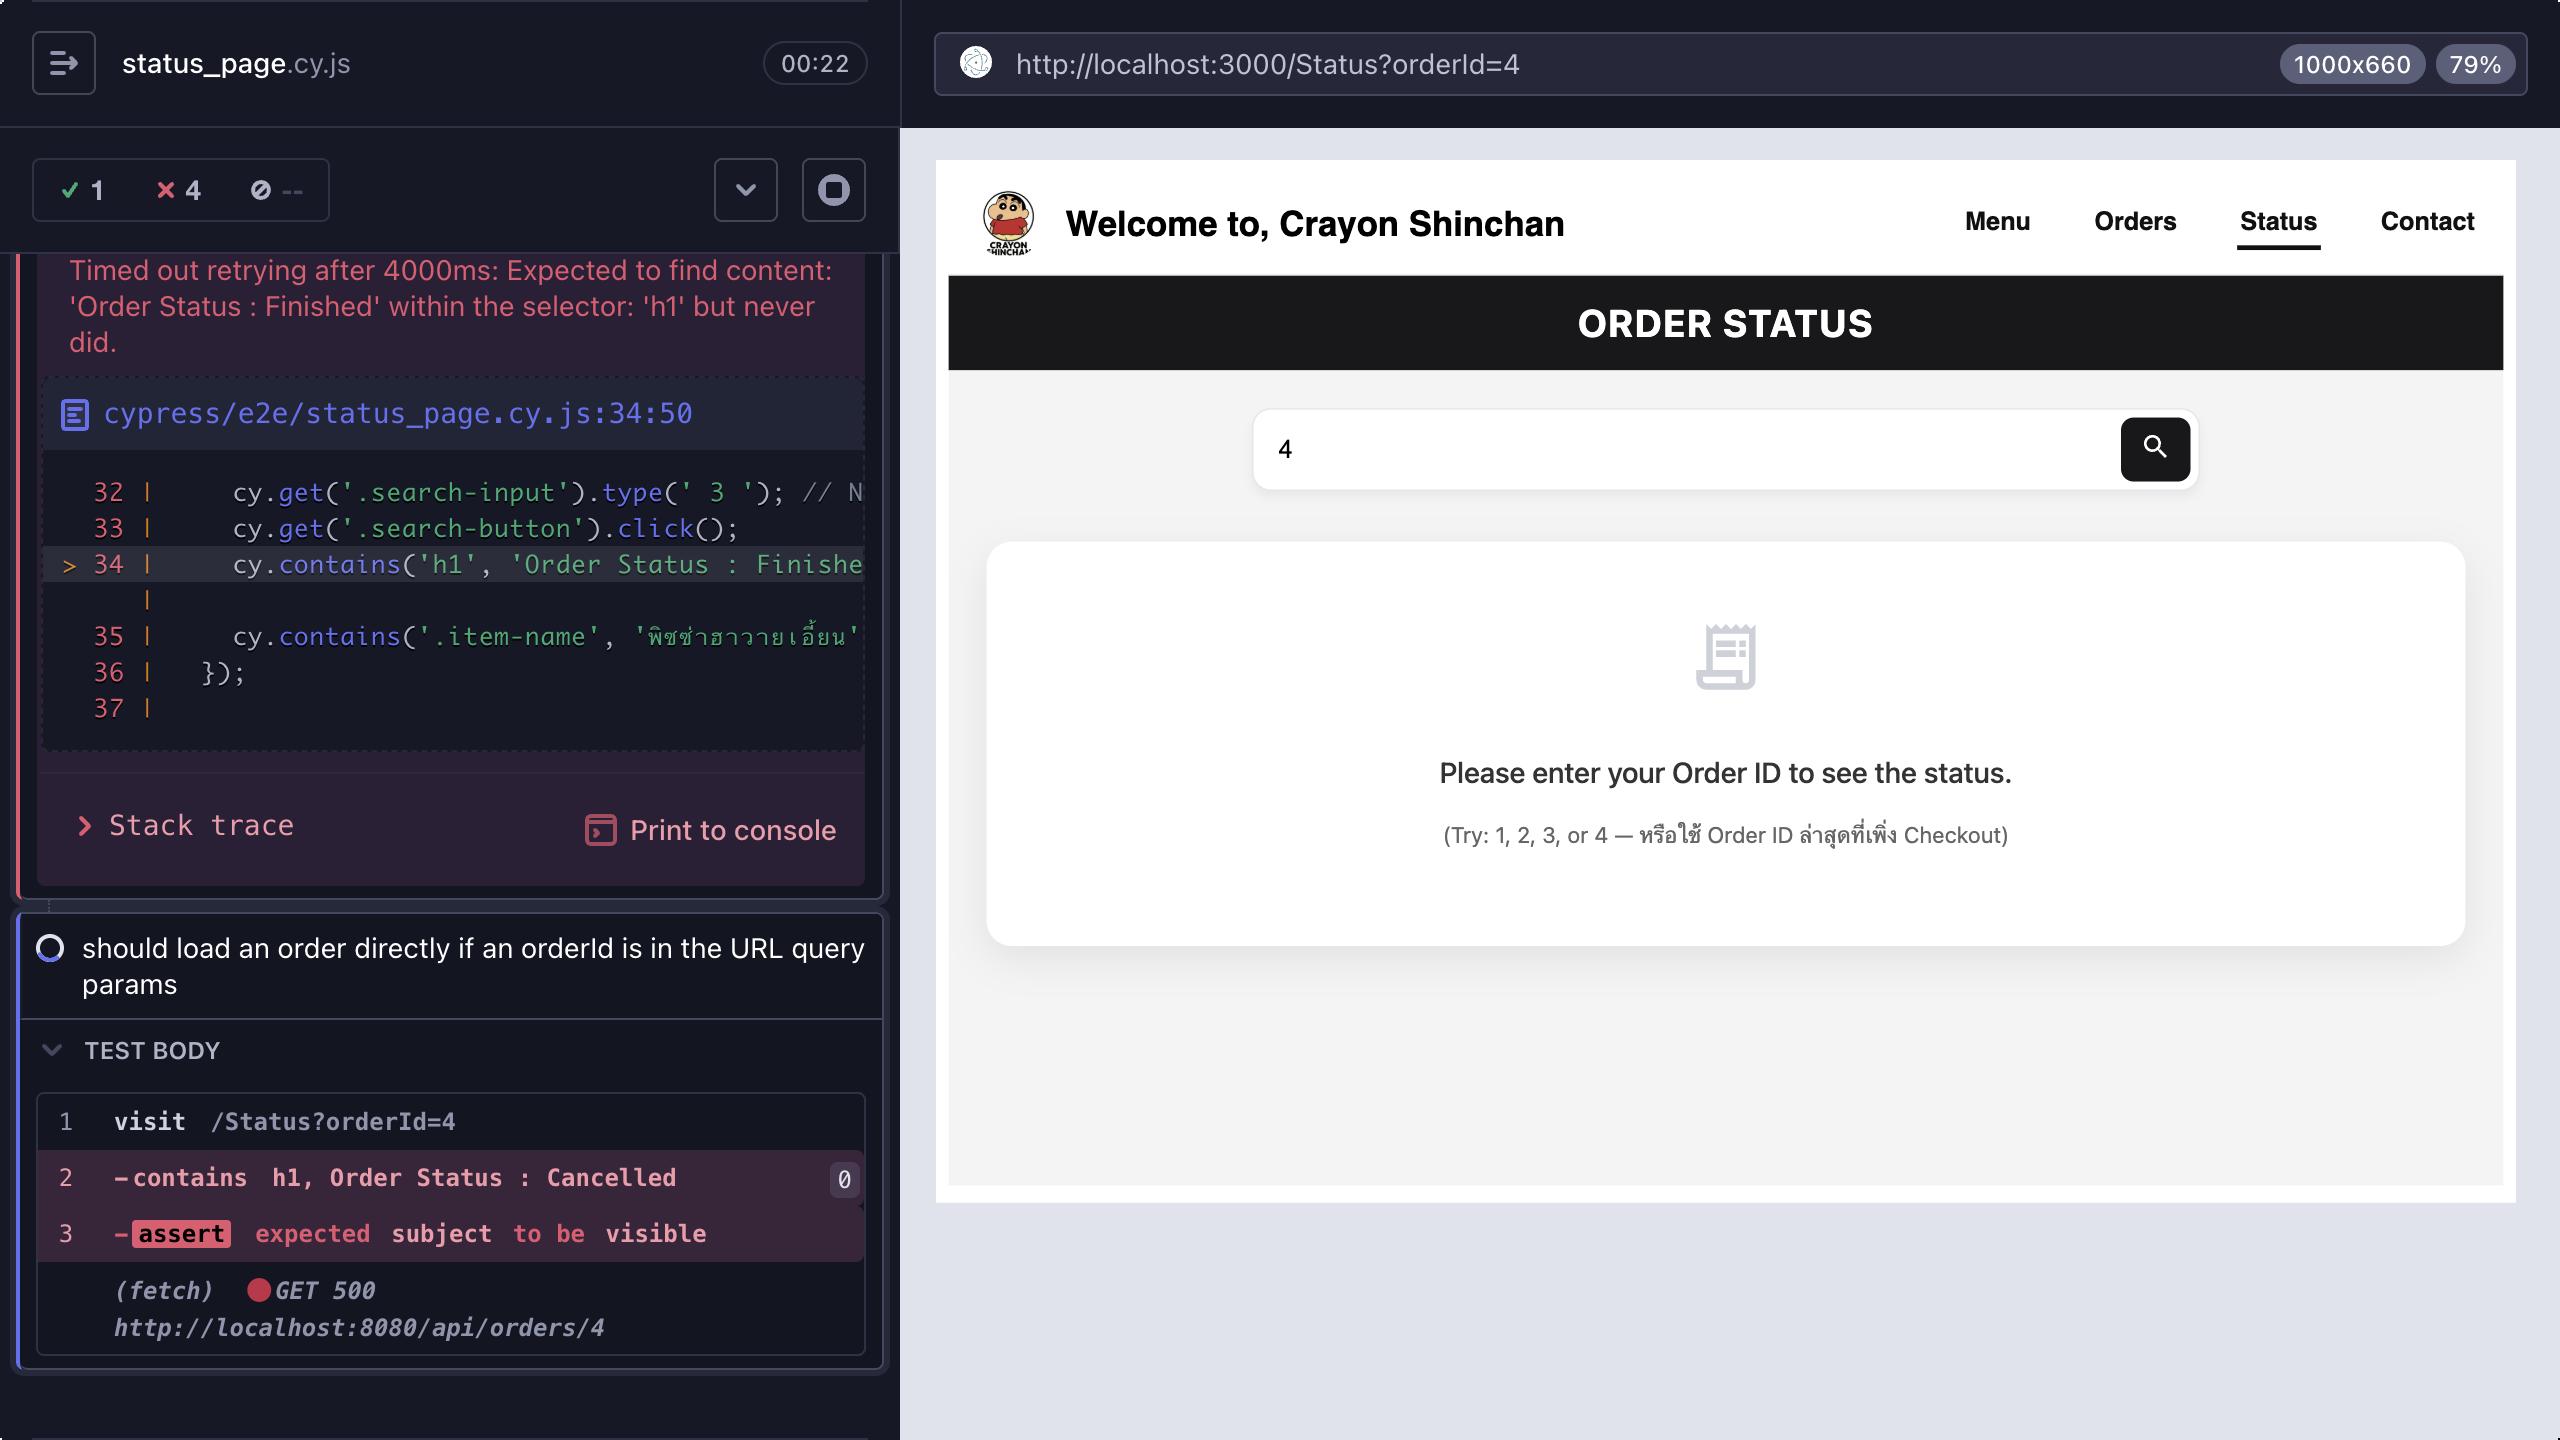 status_page.cy.js
00:22
1
4
--
Timed out retrying after 4000ms: Expected to find content:
'Order Status : Finished' within the selector: 'h1' but never
did.
cypress/e2e/status_page.cy.js:34:50
32 | cy.get('.search-input').type(' 3 '); // N
33 | cy.get('.search-button').click();
> 34 | cy.contains('h1', 'Order Status : Finishe
|
35 | cy.contains('.item-name', 'พิซซ่าฮาวายเอี้ยน'
36 | });
37 |
Stack trace
Print to console
should load an order directly if an orderId is in the URL query
params
TEST BODY
1 visit /Status?orderId=4
2 -contains h1, Order Status : Cancelled 0
3 -assert expected subject to be visible
(fetch) GET 500
http://localhost:8080/api/orders/4
http://localhost:3000/Status?orderId=4
1000x660
79%
CRAYON
SHINCHAN
Welcome to, Crayon Shinchan
Menu
Orders
Status
Contact
ORDER STATUS
4
Please enter your Order ID to see the status.
(Try: 1, 2, 3, or 4 — หรือใช้ Order ID ล่าสุดที่เพิ่ง Checkout)